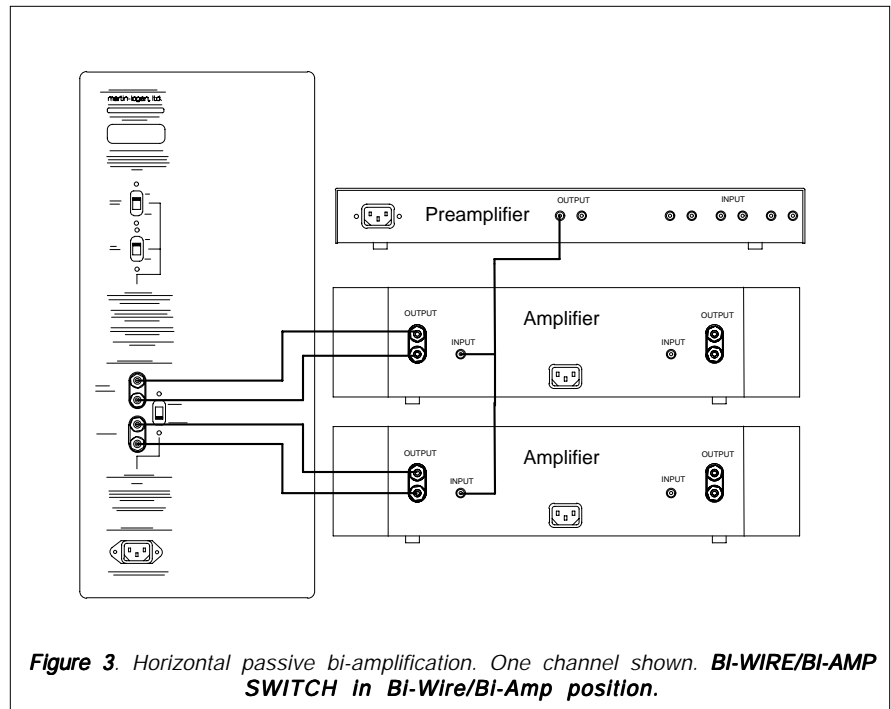 martin-logan, ltd.
Preamplifier
OUTPUT
INPUT
Amplifier
OUTPUT
INPUT
INPUT
OUTPUT
Amplifier
OUTPUT
INPUT
INPUT
OUTPUT
Figure 3. Horizontal passive bi-amplification. One channel shown. BI-WIRE/BI-AMP
SWITCH in Bi-Wire/Bi-Amp position.